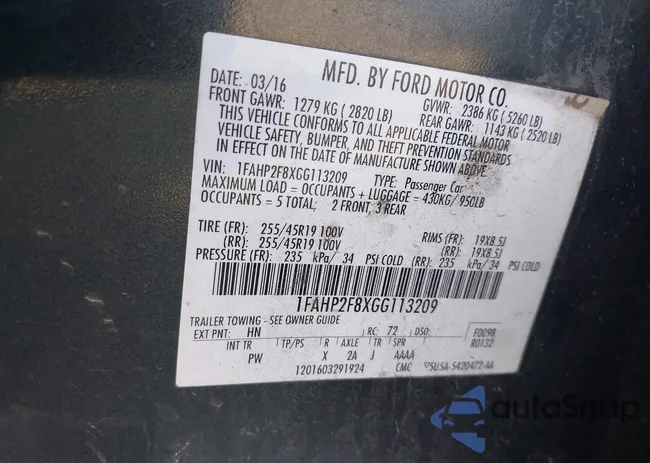 MFD. BY FORD MOTOR CO.
DATE: 03/16 GVWR: 2386 KG (5260 LB)
FRONT GAWR: 1279 KG (2820 LB) REAR GAWR: 1143 KG (2520 LB)
THIS VEHICLE CONFORMS TO ALL APPLICABLE FEDERAL MOTOR
VEHICLE SAFETY, BUMPER, AND THEFT PREVENTION STANDARDS
IN EFFECT ON THE DATE OF MANUFACTURE SHOWN ABOVE.
VIN: 1FAHP2F8XGG113209 TYPE: Passenger Car
MAXIMUM LOAD = OCCUPANTS + LUGGAGE = 430KG/950LB
OCCUPANTS = 5 TOTAL; 2 FRONT, 3 REAR
TIRE (FR): 255/45R19 100V RIMS (FR): 19X8.5J
(RR): 255/45R19 100V (RR): 19X8.5J
PRESSURE (FR): 235 kPa/ 34 PSI COLD (RR) 235 kPa/ 34 PSI COLD
1FAHP2F8XGG113209
TRAILER TOWING - SEE OWNER GUIDE
EXT PNT: HN RC: 72 DSO: F0098
R0132
INT TR TP/PS R AXLE TR SPR
PW X 2A J AAAA
1201603291924 CMC 5U5A-5420472-AA
autoSnap